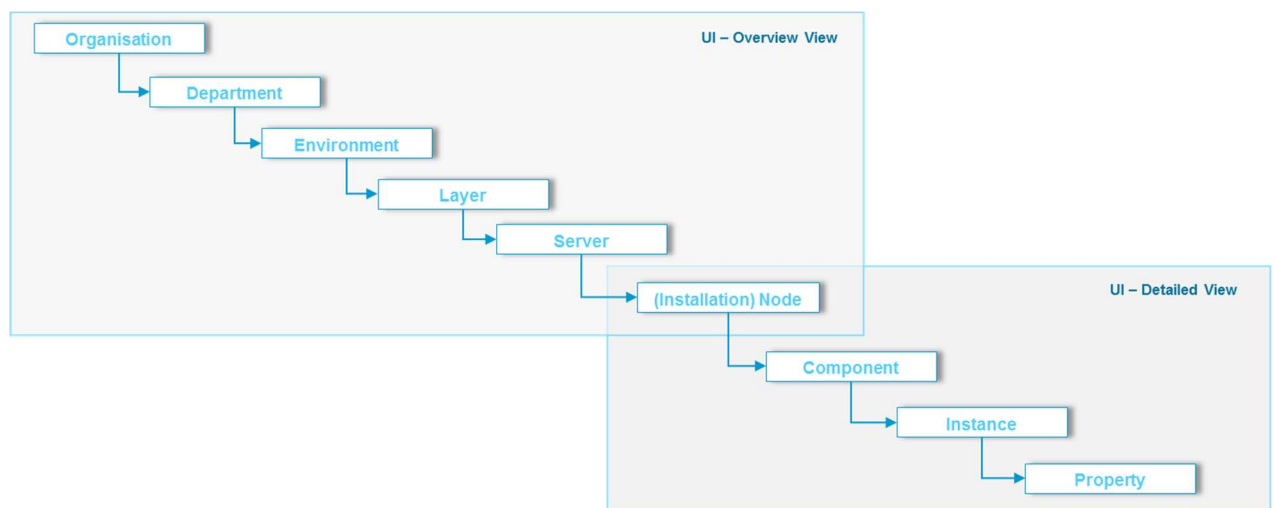 Organisation
UI – Overview View
Department
Environment
Layer
Server
(Installation) Node
UI – Detailed View
Component
Instance
Property